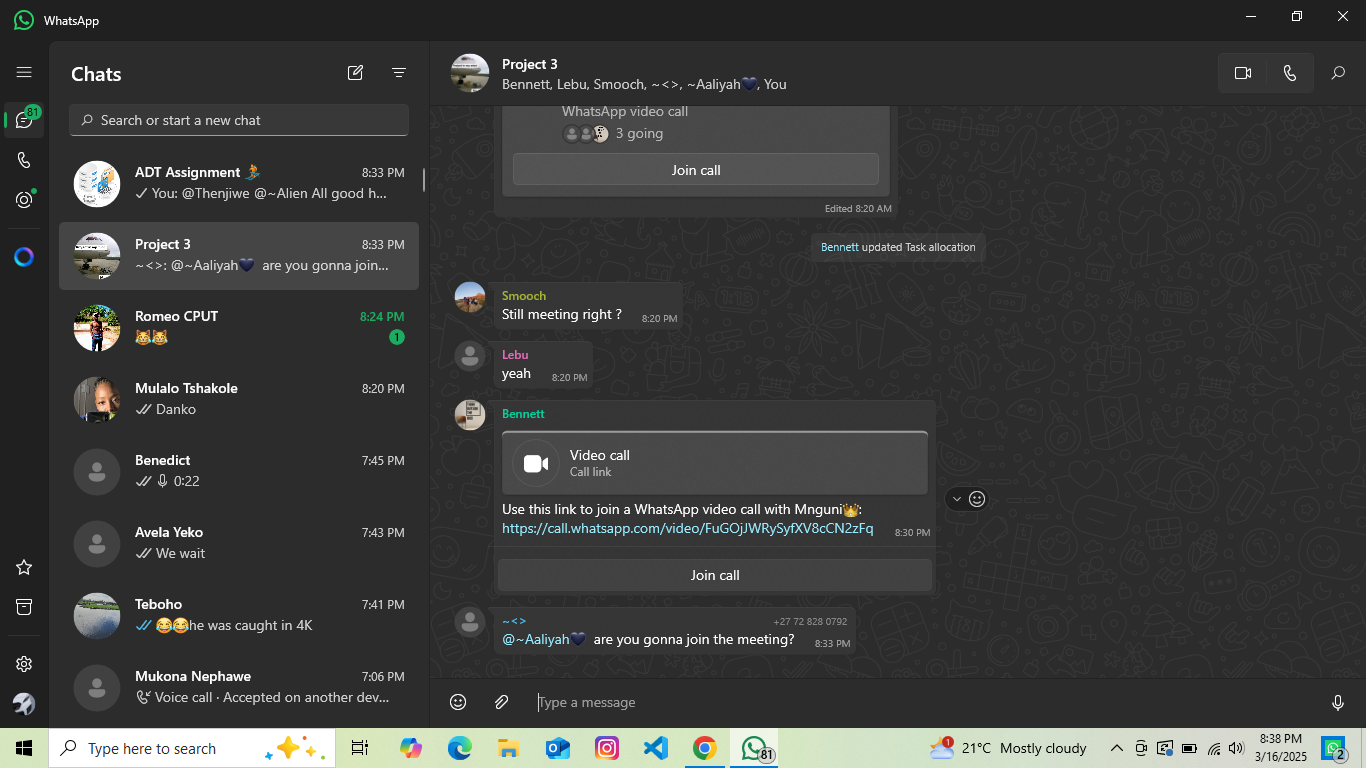 WhatsApp
81
Chats
Search or start a new chat
ADT Assignment 🏄 8:33 PM
You: @Thenjiwe @~Alien All good h...
Project 3 8:33 PM
~<>: @~Aaliyah🖤 are you gonna join...
Romeo CPUT 8:24 PM
😹😹 1
Mulalo Tshakole 8:20 PM
Danko
Benedict 7:45 PM
0:22
Avela Yeko 7:43 PM
We wait
Teboho 7:41 PM
😂😂he was caught in 4K
Mukona Nephawe 7:06 PM
Voice call · Accepted on another dev...
Project 3
Bennett, Lebu, Smooch, ~<>, ~Aaliyah🖤, You
WhatsApp video call
3 going
Join call
Edited 8:20 AM
Bennett updated Task allocation
Smooch
Still meeting right ? 8:20 PM
Lebu
yeah 8:20 PM
Bennett
Video call
Call link
Use this link to join a WhatsApp video call with Mnguni👑:
https://call.whatsapp.com/video/FuGOjJWRySyfXV8cCN2zFq 8:30 PM
Join call
~<> +27 72 828 0792
@~Aaliyah🖤 are you gonna join the meeting? 8:33 PM
Type a message
Type here to search
81
1
21°C Mostly cloudy
8:38 PM
3/16/2025
2